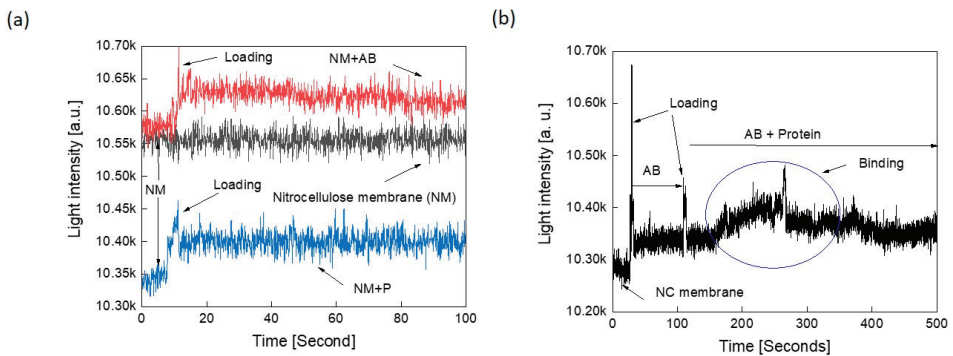 (a)
10.70k
10.65k
10.60k
10.55k
10.50k
10.45k
10.40k
10.35k
10.30k
Light intensity [a.u.]
Loading
NM+AB
NM
Nitrocellulose membrane (NM)
Loading
NM+P
0 20 40 60 80 100
Time [Second]
(b)
10.70k
10.60k
10.50k
10.40k
10.30k
10.20k
Light intensity [a. u.]
Loading
AB + Protein
AB
Binding
NC membrane
0 100 200 300 400 500
Time [Seconds]